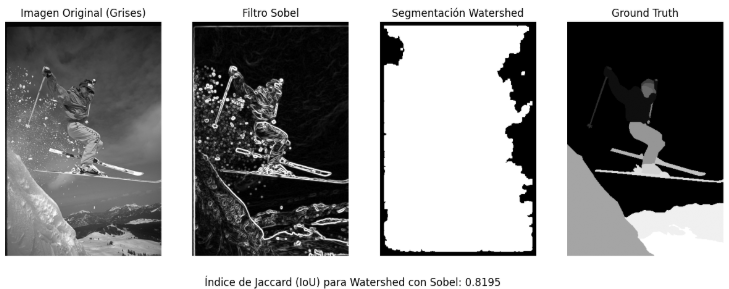 Imagen Original (Grises)
Filtro Sobel
Segmentación Watershed
Ground Truth
Índice de Jaccard (IoU) para Watershed con Sobel: 0.8195